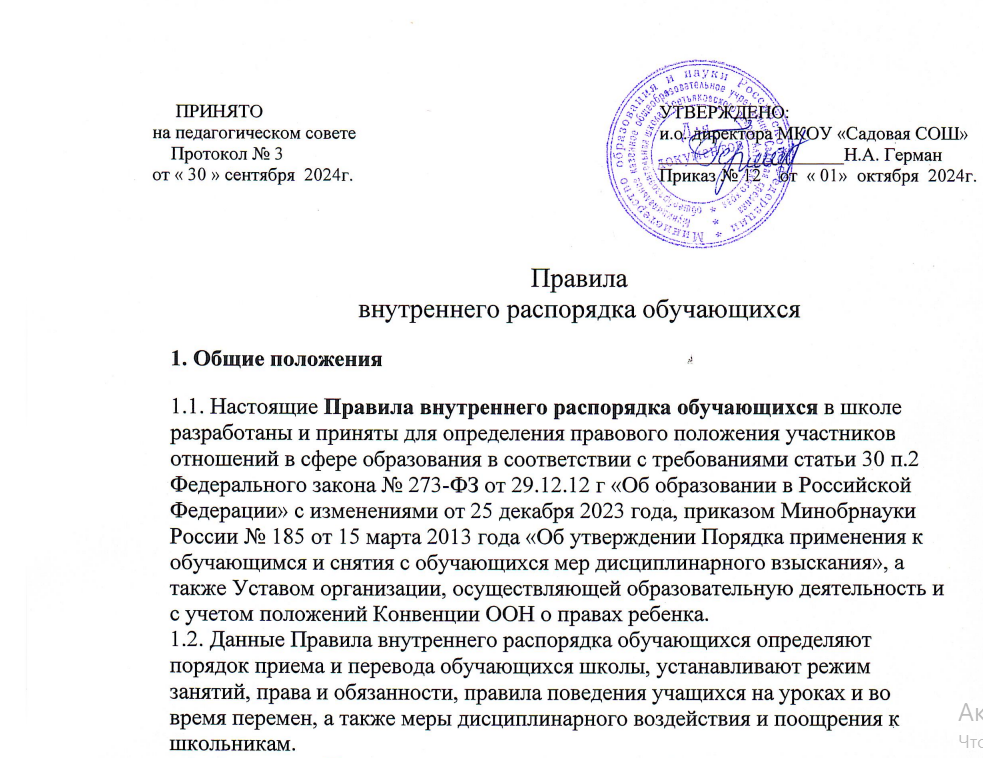 ПРИНЯТО
на педагогическом совете
Протокол № 3
от « 30 » сентября 2024г.
УТВЕРЖДЕНО:
и.о. директора МКОУ «Садовая СОШ»
Н.А. Герман
Приказ № 12 от « 01» октября 2024г.
Министерство образования и науки Российской Федерации
Для
документов
Правила
внутреннего распорядка обучающихся
1. Общие положения
1.1. Настоящие Правила внутреннего распорядка обучающихся в школе
разработаны и приняты для определения правового положения участников
отношений в сфере образования в соответствии с требованиями статьи 30 п.2
Федерального закона № 273-ФЗ от 29.12.12 г «Об образовании в Российской
Федерации» с изменениями от 25 декабря 2023 года, приказом Минобрнауки
России № 185 от 15 марта 2013 года «Об утверждении Порядка применения к
обучающимся и снятия с обучающихся мер дисциплинарного взыскания», а
также Уставом организации, осуществляющей образовательную деятельность и
с учетом положений Конвенции ООН о правах ребенка.
1.2. Данные Правила внутреннего распорядка обучающихся определяют
порядок приема и перевода обучающихся школы, устанавливают режим
занятий, права и обязанности, правила поведения учащихся на уроках и во
время перемен, а также меры дисциплинарного воздействия и поощрения к
школьникам.